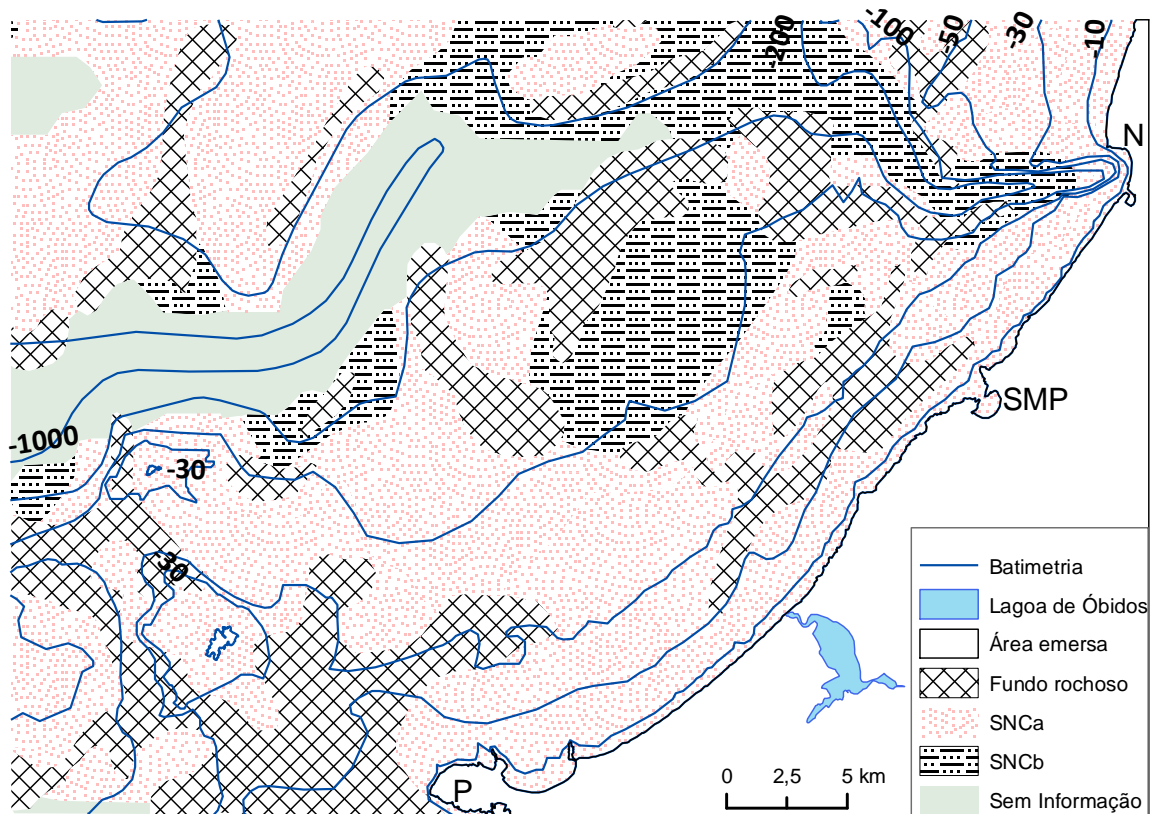 -200
-100
-50
-30
-10
N
SMP
-1000
-30
-30
P
0 2,5 5 km
Batimetria
Lagoa de Óbidos
Área emersa
Fundo rochoso
SNCa
SNCb
Sem Informação